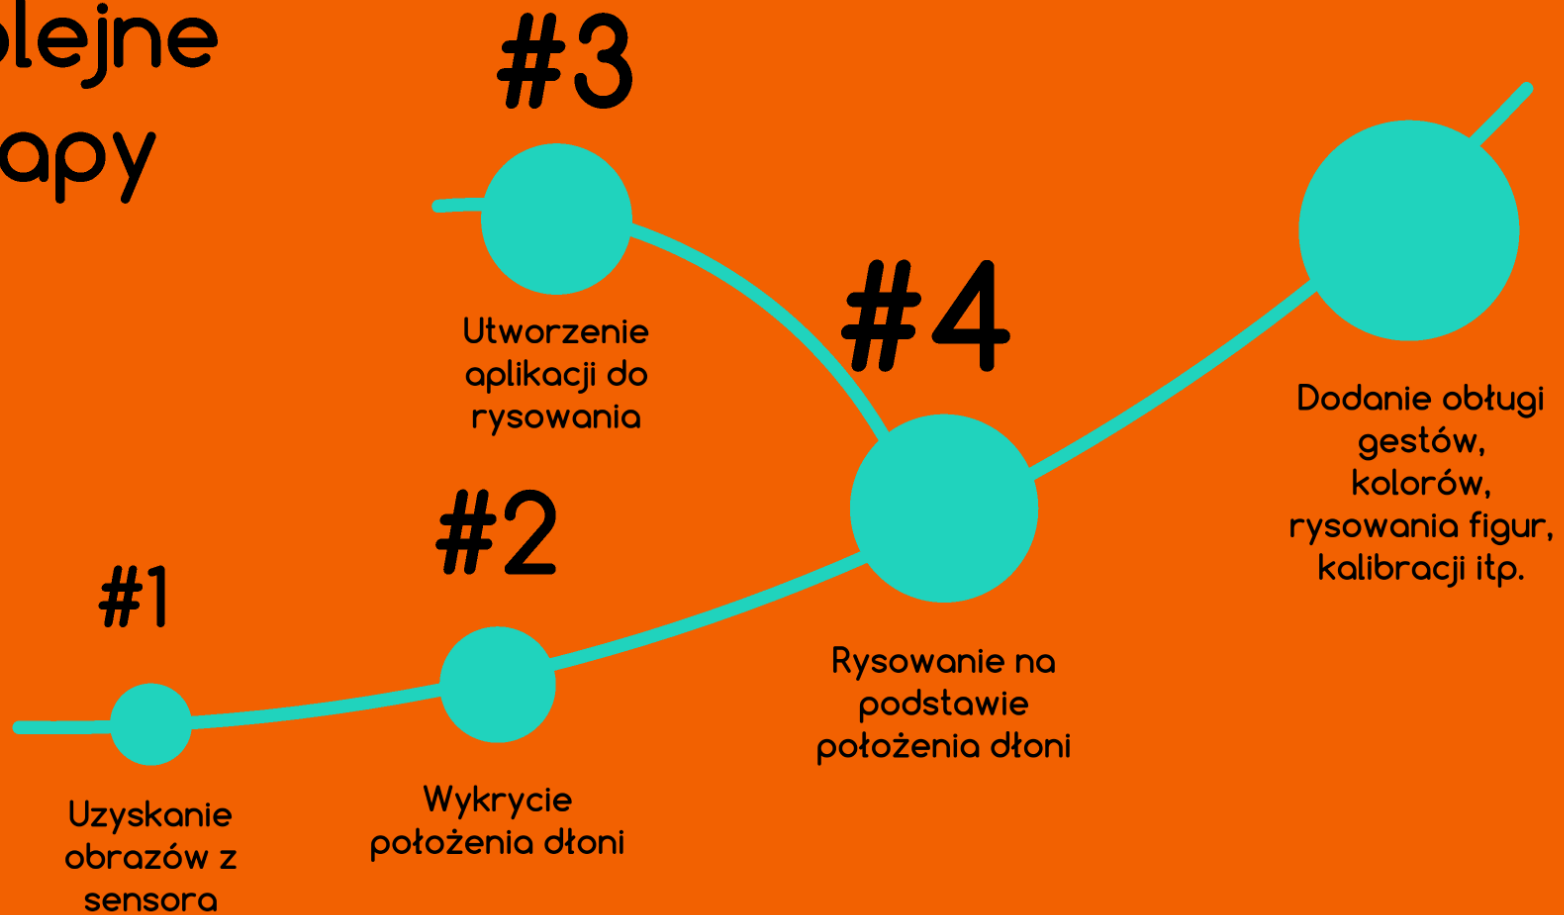 olejne
apy
#1
Uzyskanie
obrazów z
sensora
#2
Wykrycie
położenia dłoni
#3
Utworzenie
aplikacji do
rysowania
#4
Rysowanie na
podstawie
położenia dłoni
Dodanie obługi
gestów,
kolorów,
rysowania figur,
kalibracji itp.